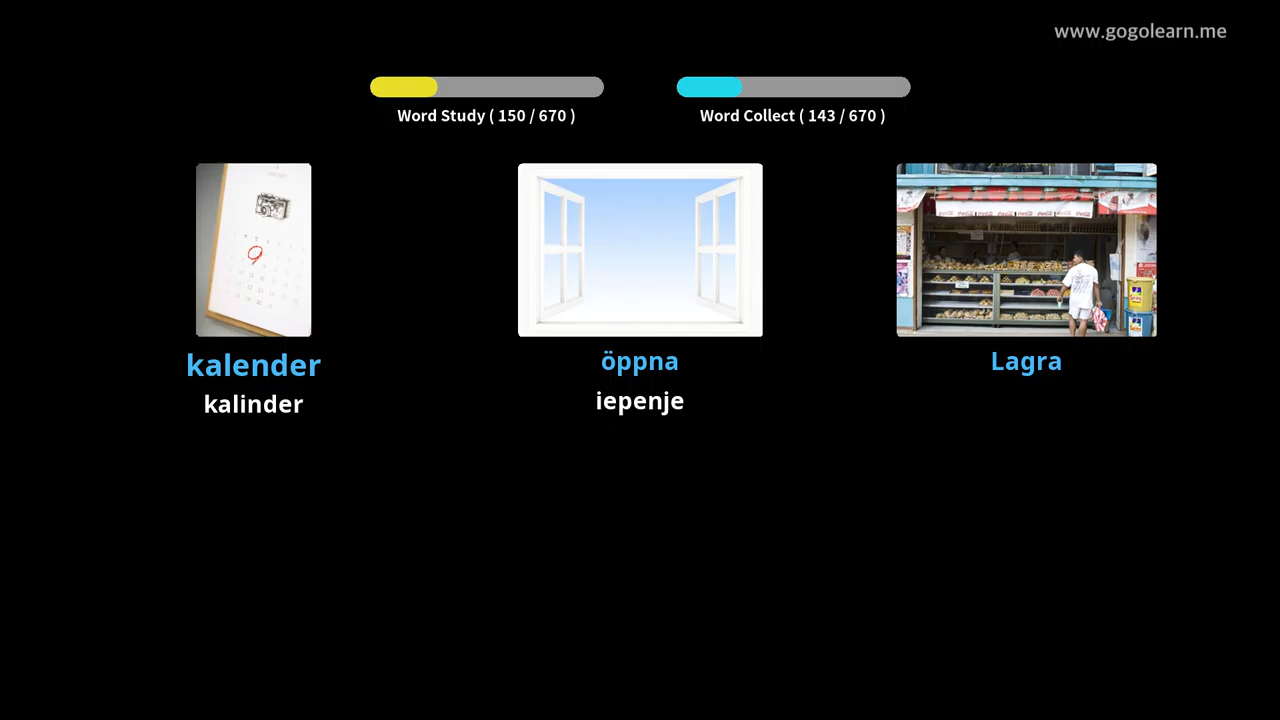 www.gogolearn.me
Word Study ( 150 / 670 )
Word Collect ( 143 / 670 )
kalender
öppna
Lagra
kalinder
iepenje